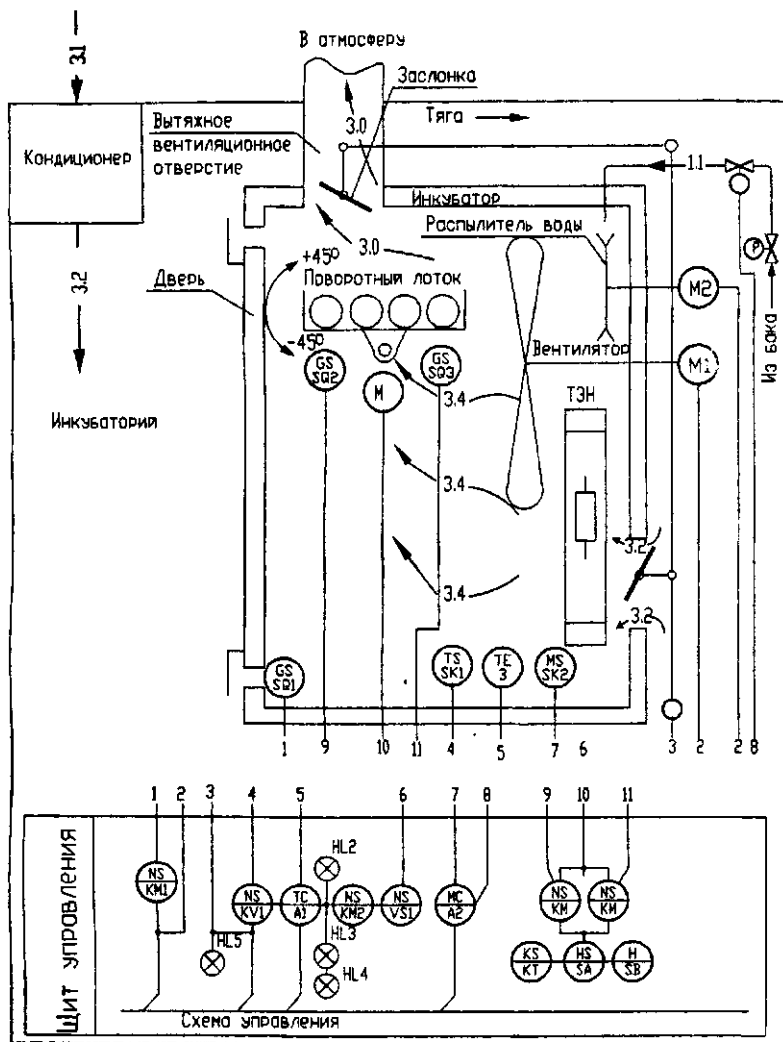 3.1
В атмосферу
Заслонка
3.0
Тяга
Вытяжное
вентиляционное
отверстие
Кондиционер
1.1
Инкубатор
Распылитель воды
3.0
P
3.2
+45º
Поворотный лоток
Дверь
M2
-45º
Вентилятор
GS
SQ2
GS
SQ3
M1
Из бака
M
3.4
ТЭН
Инкубаторий
3.4
3.2
3.4
3.2
GS
SQ1
TS
SK1
TE
3
MS
SK2
1 9 10 11 4 5 7 6 3 2 2 8
1 2 3 4 5 6 7 8 9 10 11
Щит управления
HL2
NS
KM1
NS
KV1
TC
A1
NS
KM2
NS
VS1
MC
A2
NS
KM
NS
KM
HL5
HL3
HL4
KS
KT
HS
SA
H
SB
Схема управления